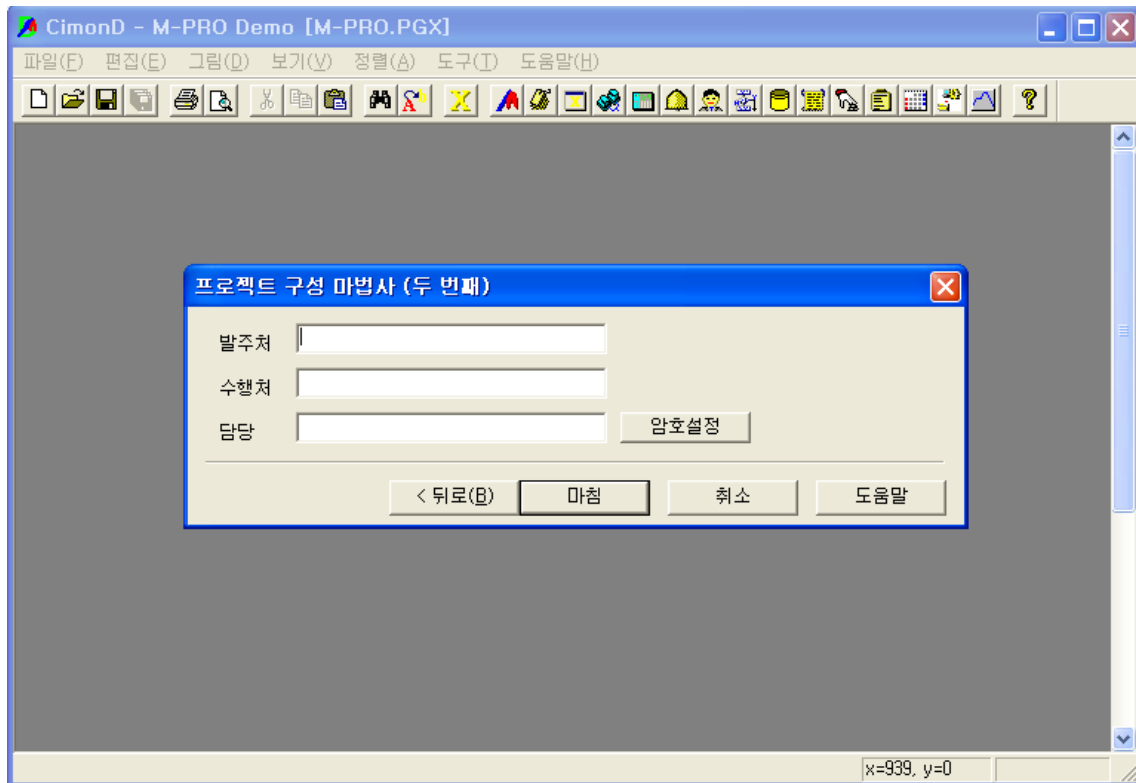 CimonD - M-PRO Demo [M-PRO.PGX]
파일(F) 편집(E) 그림(D) 보기(V) 정렬(A) 도구(T) 도움말(H)
프로젝트 구성 마법사 (두 번째)
발주처
수행처
담당 암호설정
< 뒤로(B) 마침 취소 도움말
x=939, y=0